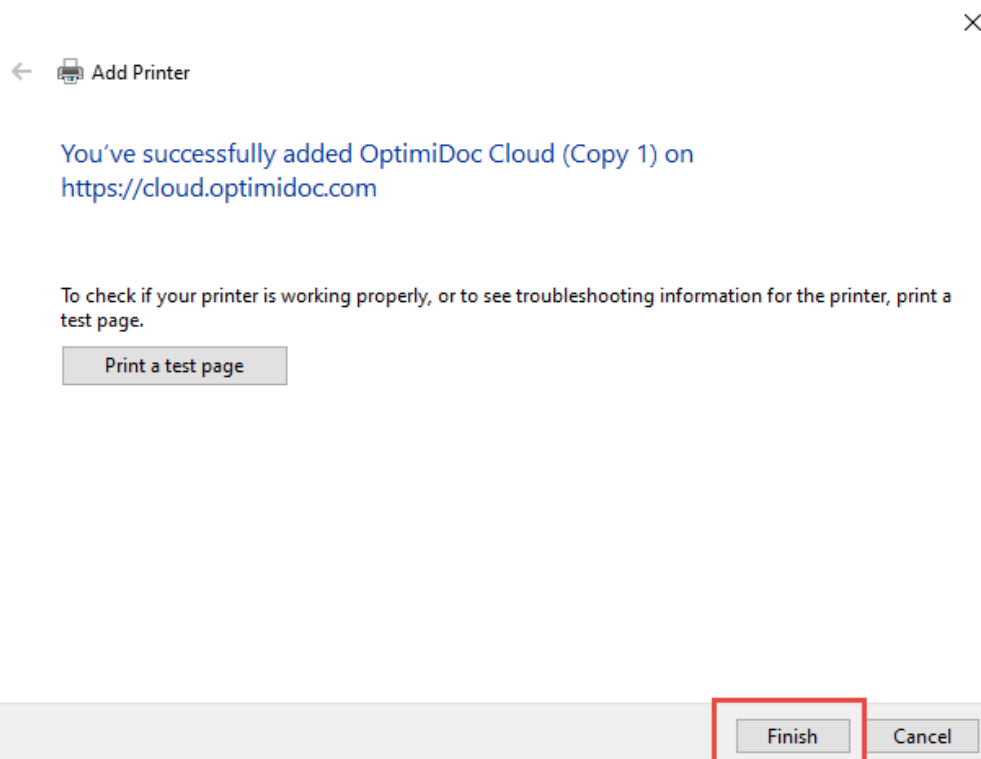 Add Printer
You've successfully added OptimiDoc Cloud (Copy 1) on
https://cloud.optimidoc.com
To check if your printer is working properly, or to see troubleshooting information for the printer, print a
test page.
Print a test page
Finish
Cancel